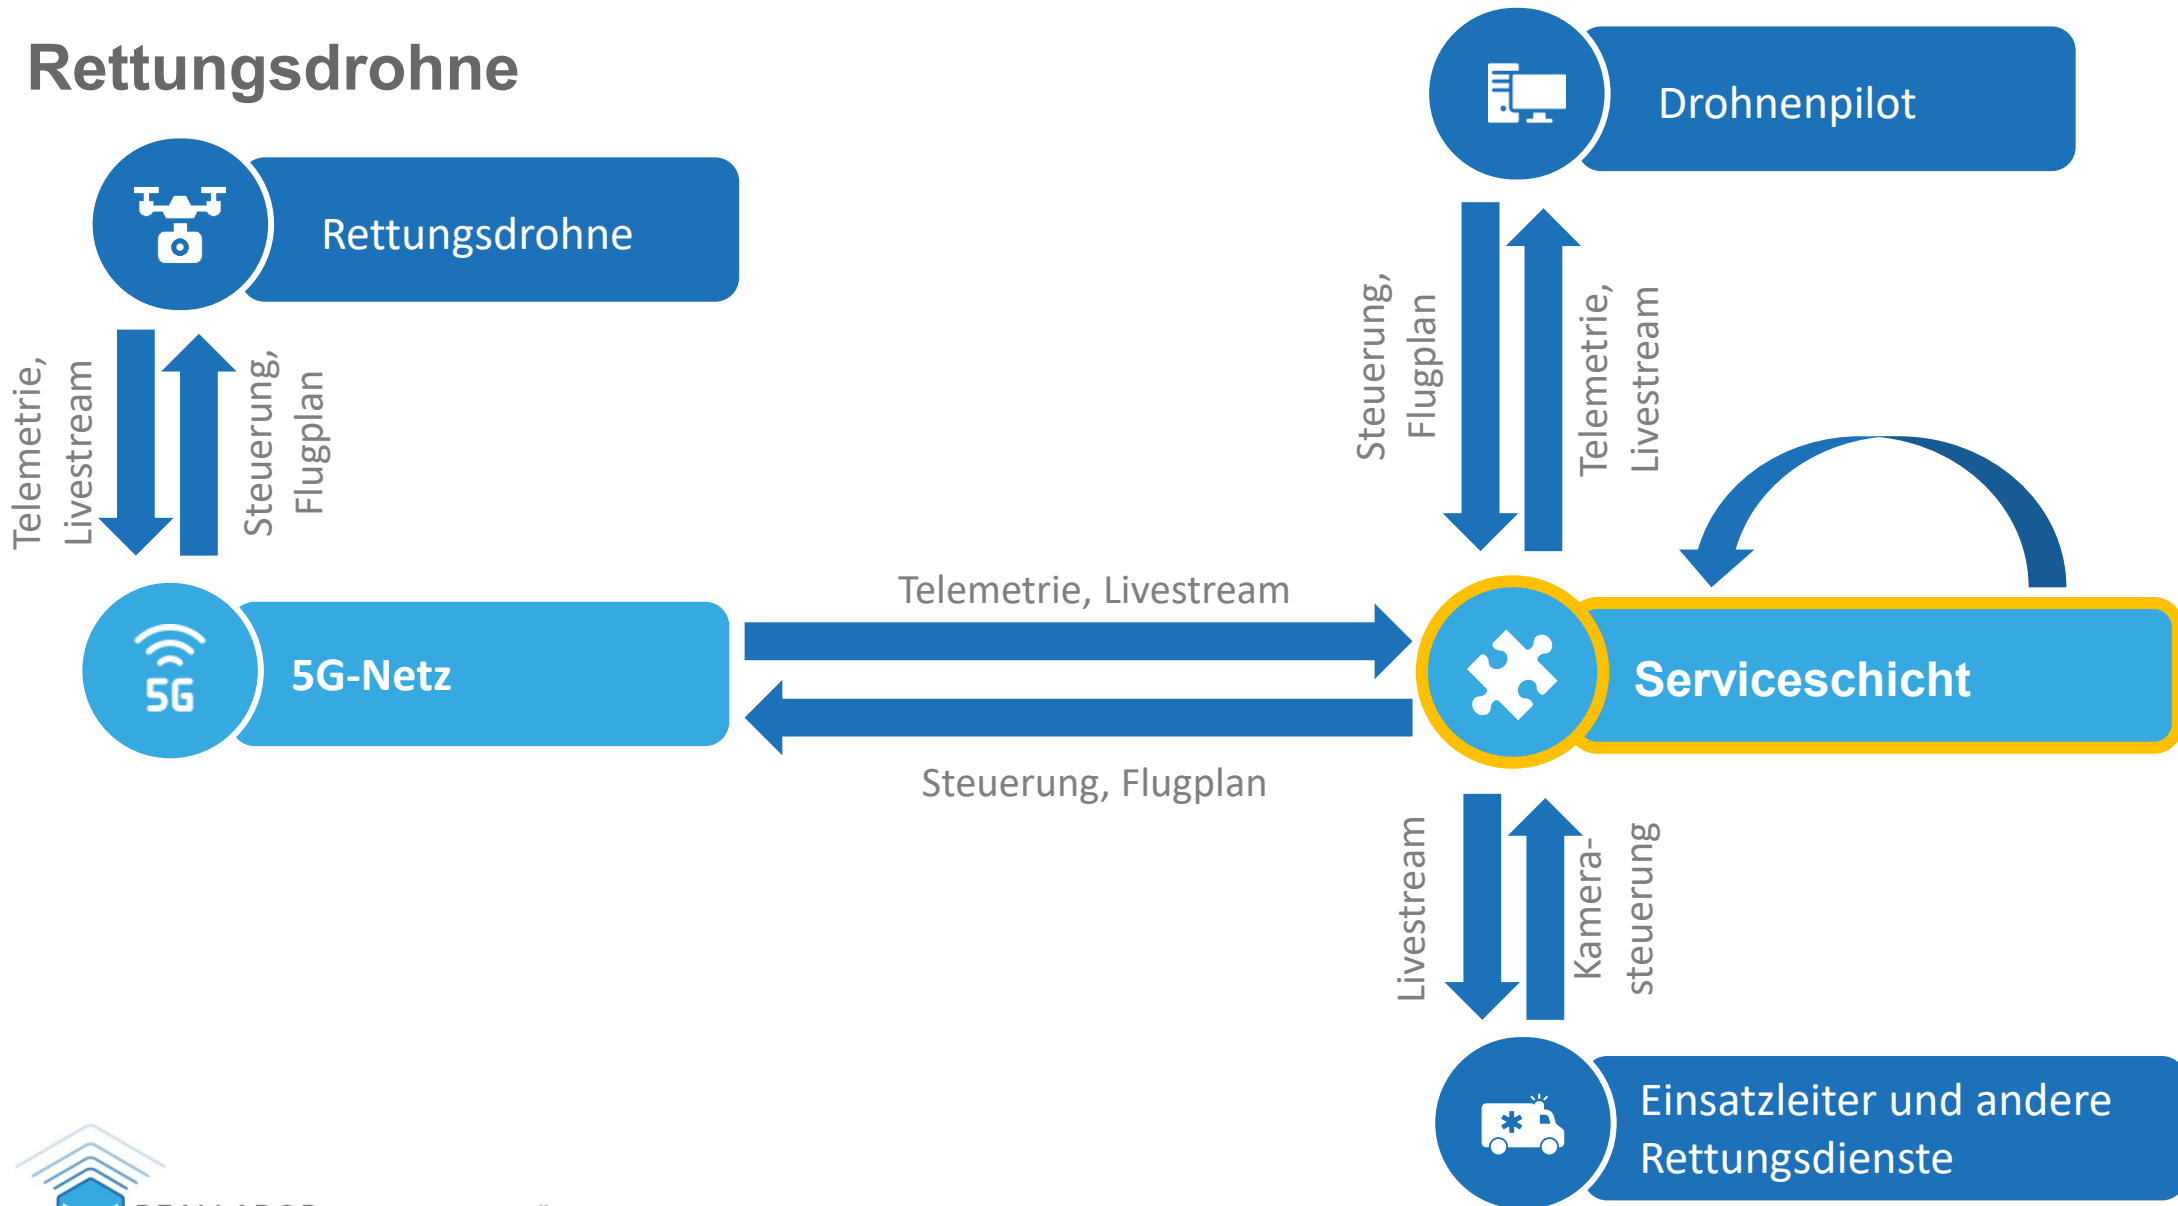 Rettungsdrohne
Drohnenpilot
Rettungsdrohne
Telemetrie,
Livestream
Steuerung,
Flugplan
Steuerung,
Flugplan
Telemetrie,
Livestream
Telemetrie, Livestream
5G
5G-Netz
Serviceschicht
Steuerung, Flugplan
Livestream
Kamera-
steuerung
Einsatzleiter und andere
Rettungsdienste